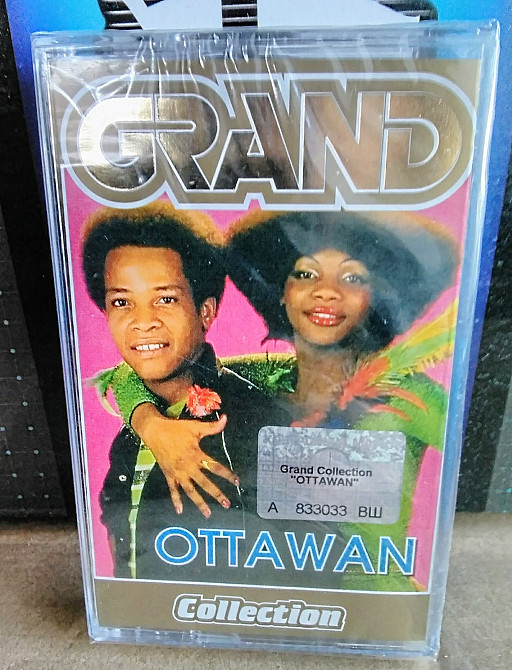 GRAND
Grand Collection
"OTTAWAN"
А 833033 ВШ
OTTAWAN
Collection